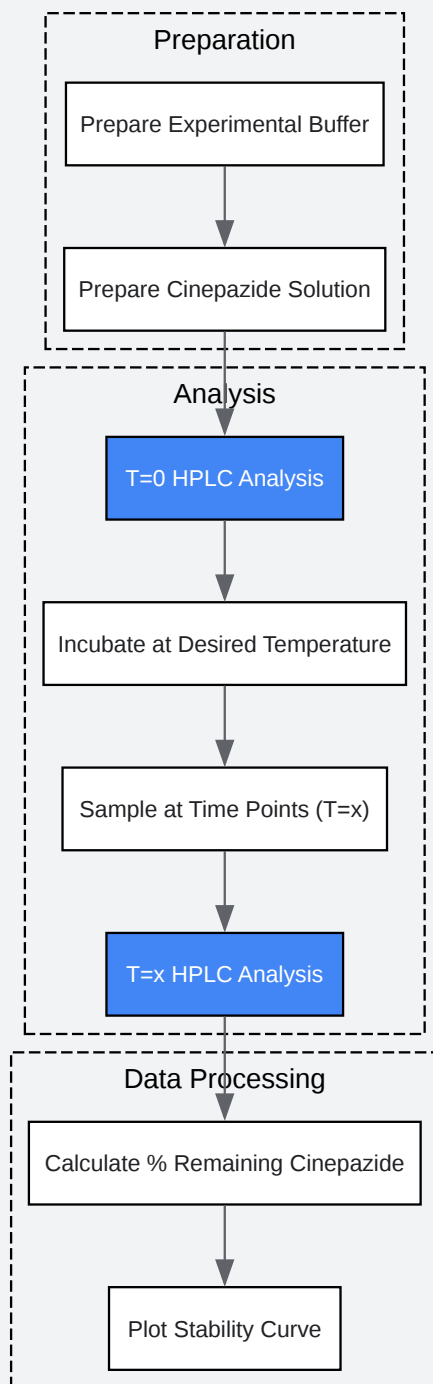 Preparation
Prepare Experimental Buffer
Prepare Cinepazide Solution
Analysis
T=0 HPLC Analysis
Incubate at Desired Temperature
Sample at Time Points (T=x)
T=x HPLC Analysis
Data Processing
Calculate % Remaining Cinepazide
Plot Stability Curve